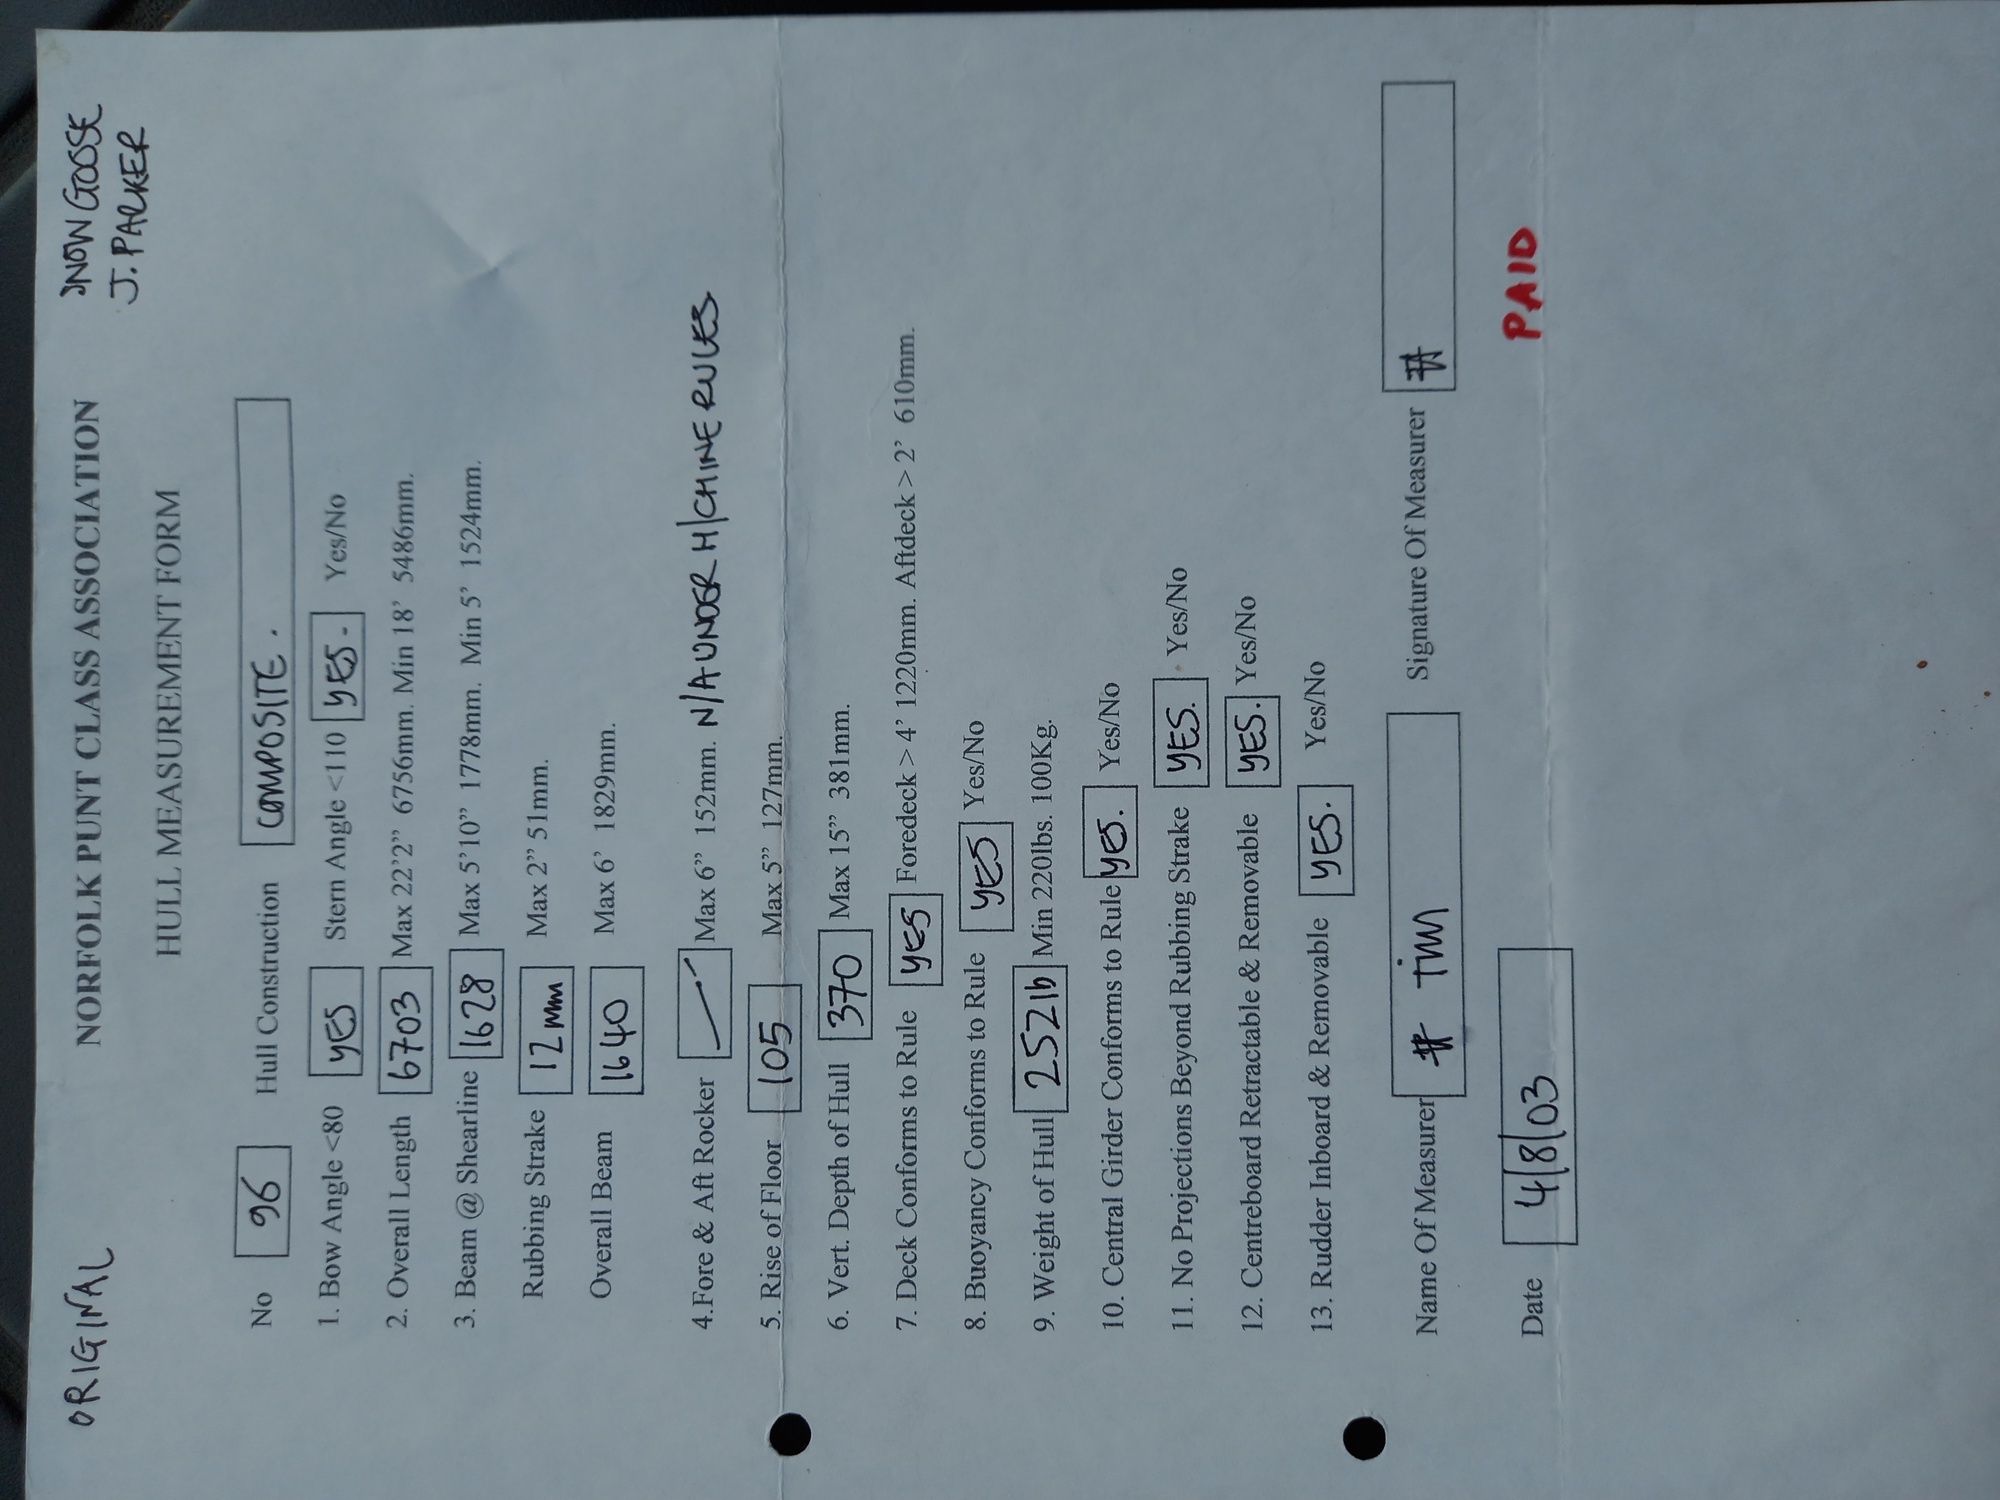 ORIGINAL
NORFOLK PUNT CLASS ASSOCIATION
SNOW GOOSE
J. PARKER
HULL MEASUREMENT FORM
No 96 Hull Construction COMPOSITE.
1. Bow Angle <80 YES Stern Angle <110 YES. Yes/No
2. Overall Length 6703 Max 22’2” 6756mm. Min 18’ 5486mm.
3. Beam @ Shearline 1628 Max 5’10” 1778mm. Min 5’ 1524mm.
Rubbing Strake 12mm Max 2” 51mm.
Overall Beam 1640 Max 6’ 1829mm.
4.Fore & Aft Rocker Max 6” 152mm. N/A UNDER H/CHINE RULES
5. Rise of Floor 105 Max 5” 127mm.
6. Vert. Depth of Hull 370 Max 15” 381mm.
7. Deck Conforms to Rule YES Foredeck > 4’ 1220mm. Aftdeck > 2’ 610mm.
8. Buoyancy Conforms to Rule YES Yes/No
9. Weight of Hull 252lb Min 220lbs. 100Kg.
10. Central Girder Conforms to Rule YES. Yes/No
11. No Projections Beyond Rubbing Strake YES. Yes/No
12. Centreboard Retractable & Removable YES. Yes/No
13. Rudder Inboard & Removable YES. Yes/No
Name Of Measurer # Tim Signature Of Measurer #
PAID
Date 4/8/03